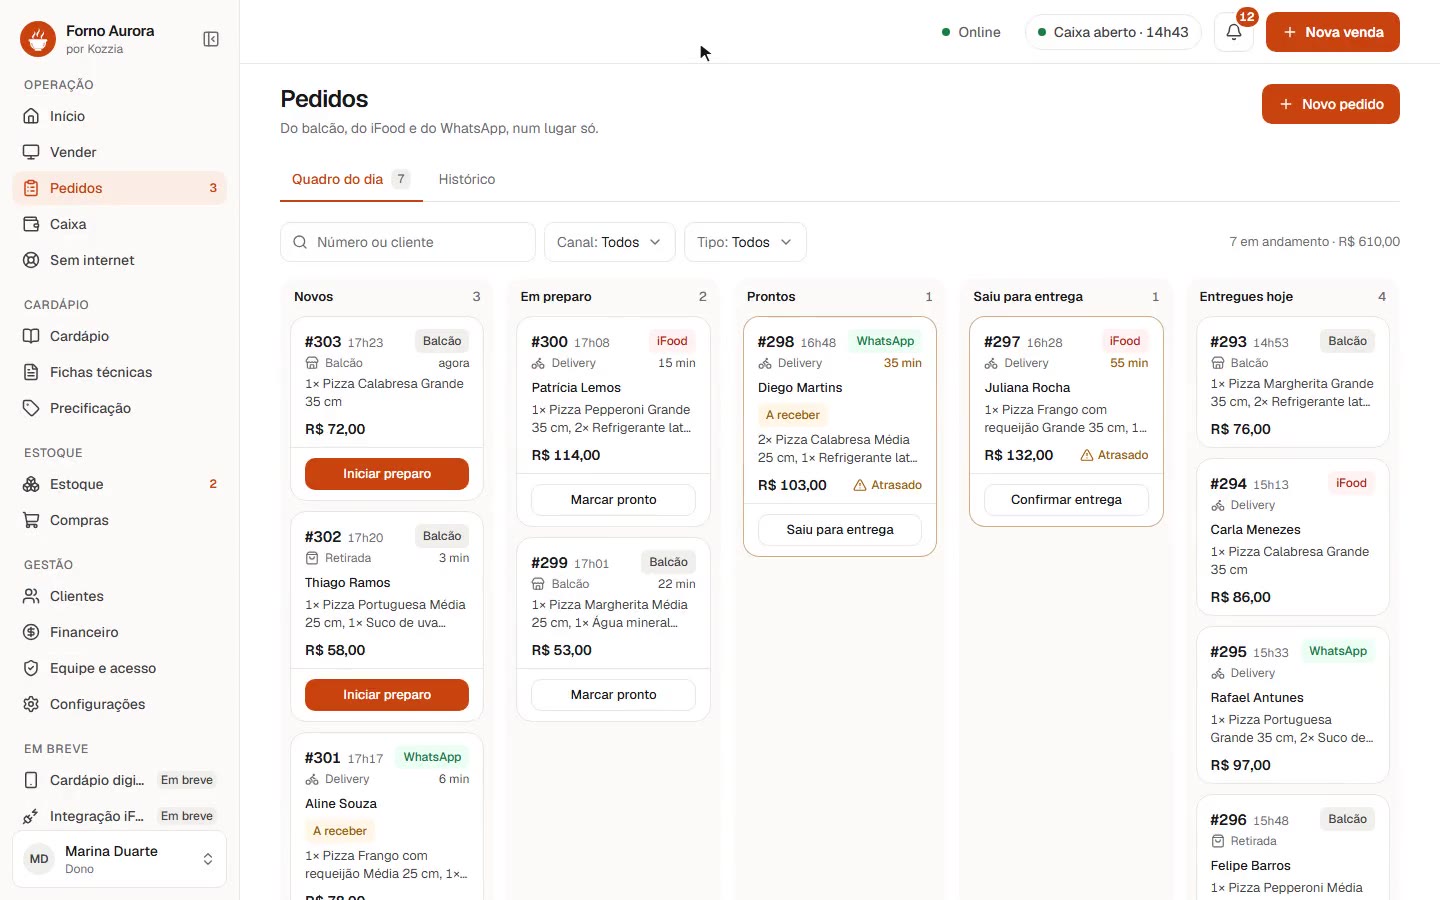 Forno Aurora
por Kozzia
OPERAÇÃO
Início
Vender
Pedidos 3
Caixa
Sem internet
CARDÁPIO
Cardápio
Fichas técnicas
Precificação
ESTOQUE
Estoque 2
Compras
GESTÃO
Clientes
Financeiro
Equipe e acesso
Configurações
EM BREVE
Cardápio digi... Em breve
Integração iF... Em breve
MD
Marina Duarte
Dono
Online
Caixa aberto · 14h43
12
+ Nova venda
Pedidos
Do balcão, do iFood e do WhatsApp, num lugar só.
+ Novo pedido
Quadro do dia 7
Histórico
Número ou cliente
Canal: Todos
Tipo: Todos
7 em andamento · R$ 610,00
Novos 3
#303 17h23 Balcão
Balcão agora
1× Pizza Calabresa Grande
35 cm
R$ 72,00
Iniciar preparo
#302 17h20 Balcão
Retirada 3 min
Thiago Ramos
1× Pizza Portuguesa Média
25 cm, 1× Suco de uva...
R$ 58,00
Iniciar preparo
#301 17h17 WhatsApp
Delivery 6 min
Aline Souza
A receber
1× Pizza Frango com
requeijão Média 25 cm, 1×...
R$ 78,00
Em preparo 2
#300 17h08 iFood
Delivery 15 min
Patrícia Lemos
1× Pizza Pepperoni Grande
35 cm, 2× Refrigerante lat...
R$ 114,00
Marcar pronto
#299 17h01 Balcão
Balcão 22 min
1× Pizza Margherita Média
25 cm, 1× Água mineral...
R$ 53,00
Marcar pronto
Prontos 1
#298 16h48 WhatsApp
Delivery 35 min
Diego Martins
A receber
2× Pizza Calabresa Média
25 cm, 1× Refrigerante lat...
R$ 103,00 Atrasado
Saiu para entrega
Saiu para entrega 1
#297 16h28 iFood
Delivery 55 min
Juliana Rocha
1× Pizza Frango com
requeijão Grande 35 cm, 1...
R$ 132,00 Atrasado
Confirmar entrega
Entregues hoje 4
#293 14h53 Balcão
Balcão
1× Pizza Margherita Grande
35 cm, 2× Refrigerante lat...
R$ 76,00
#294 15h13 iFood
Delivery
Carla Menezes
1× Pizza Calabresa Grande
35 cm
R$ 86,00
#295 15h33 WhatsApp
Delivery
Rafael Antunes
1× Pizza Portuguesa
Grande 35 cm, 2× Suco de...
R$ 97,00
#296 15h48 Balcão
Retirada
Felipe Barros
1× Pizza Pepperoni Média